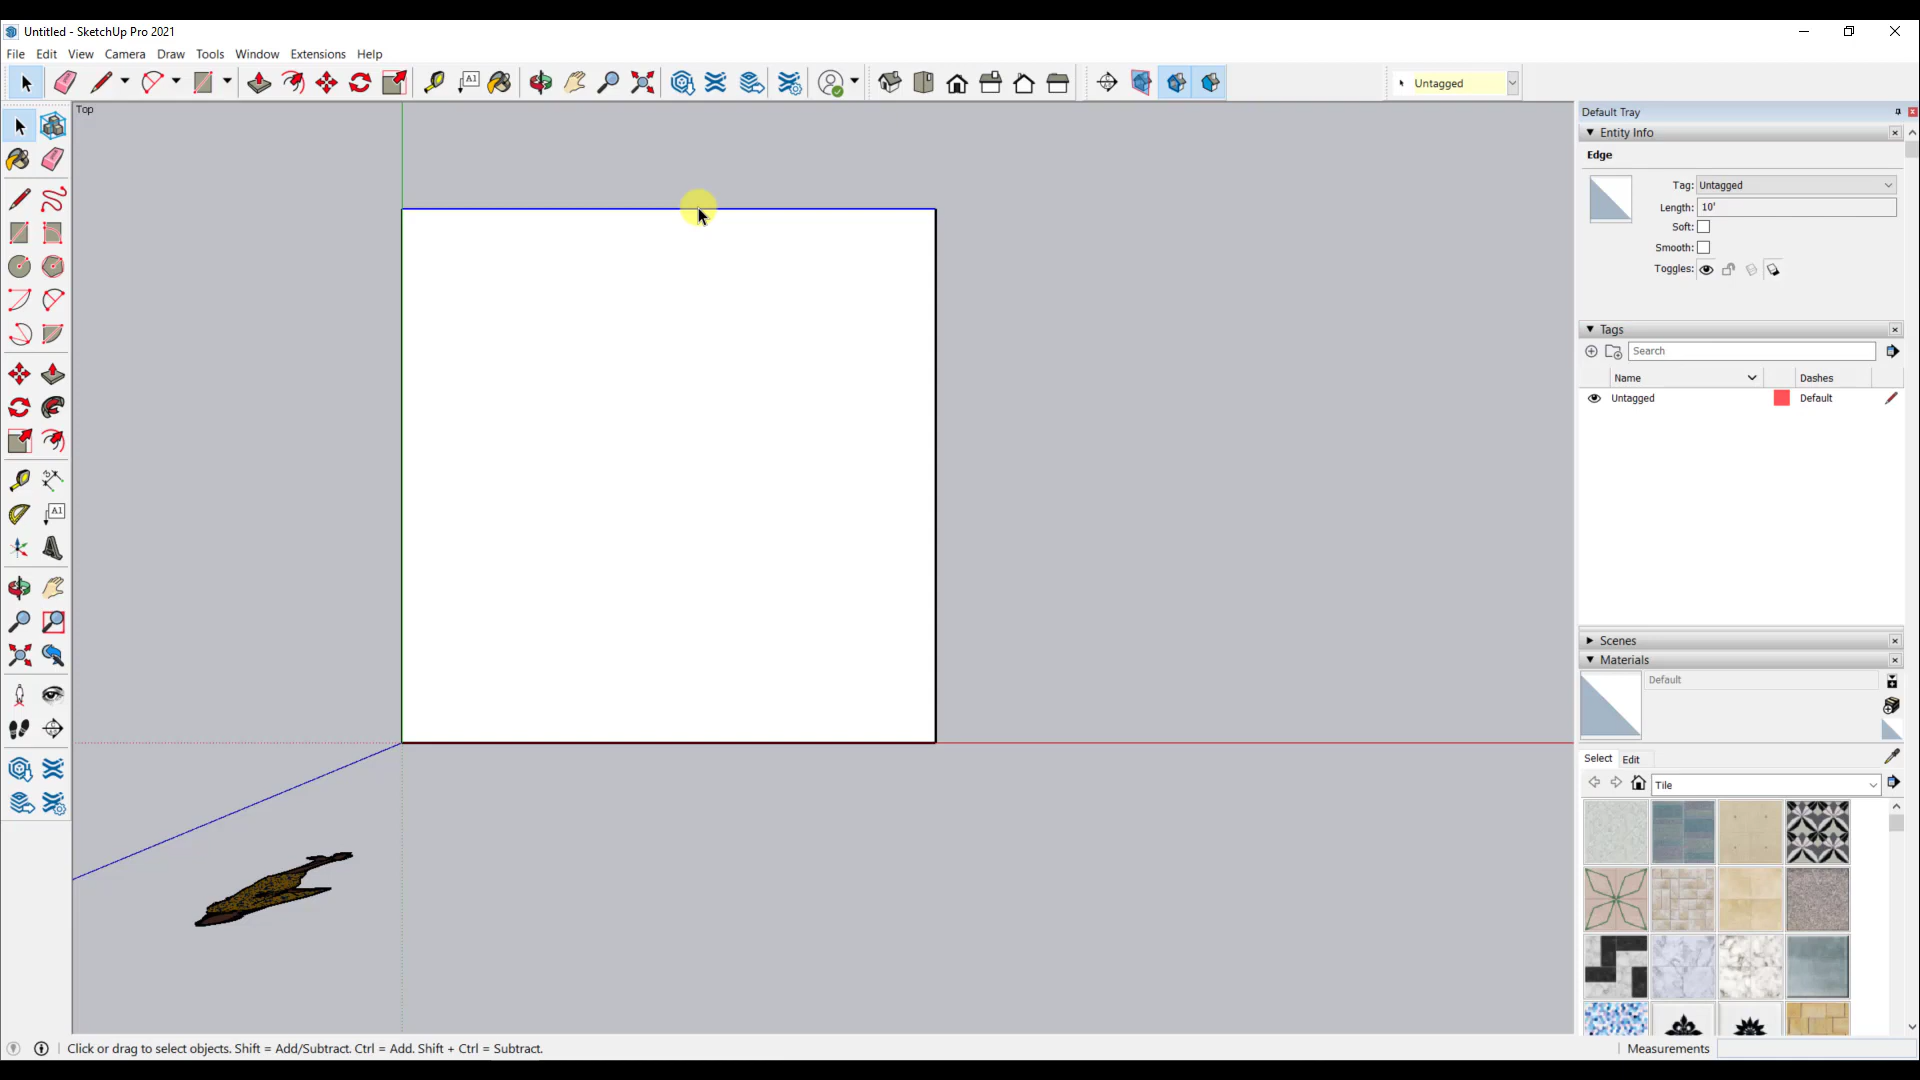 Untitled - SketchUp Pro 2021
File Edit View Camera Draw Tools Window Extensions Help
A1
Untagged
Top
Default Tray
Entity Info
Edge
Tag: Untagged
Length: 10'
Soft:
Smooth:
Toggles:
A1
Tags
Search
Name Dashes
Untagged Default
Scenes
Materials
Default
Select Edit
Tile
Click or drag to select objects. Shift = Add/Subtract. Ctrl = Add. Shift + Ctrl = Subtract.
Measurements